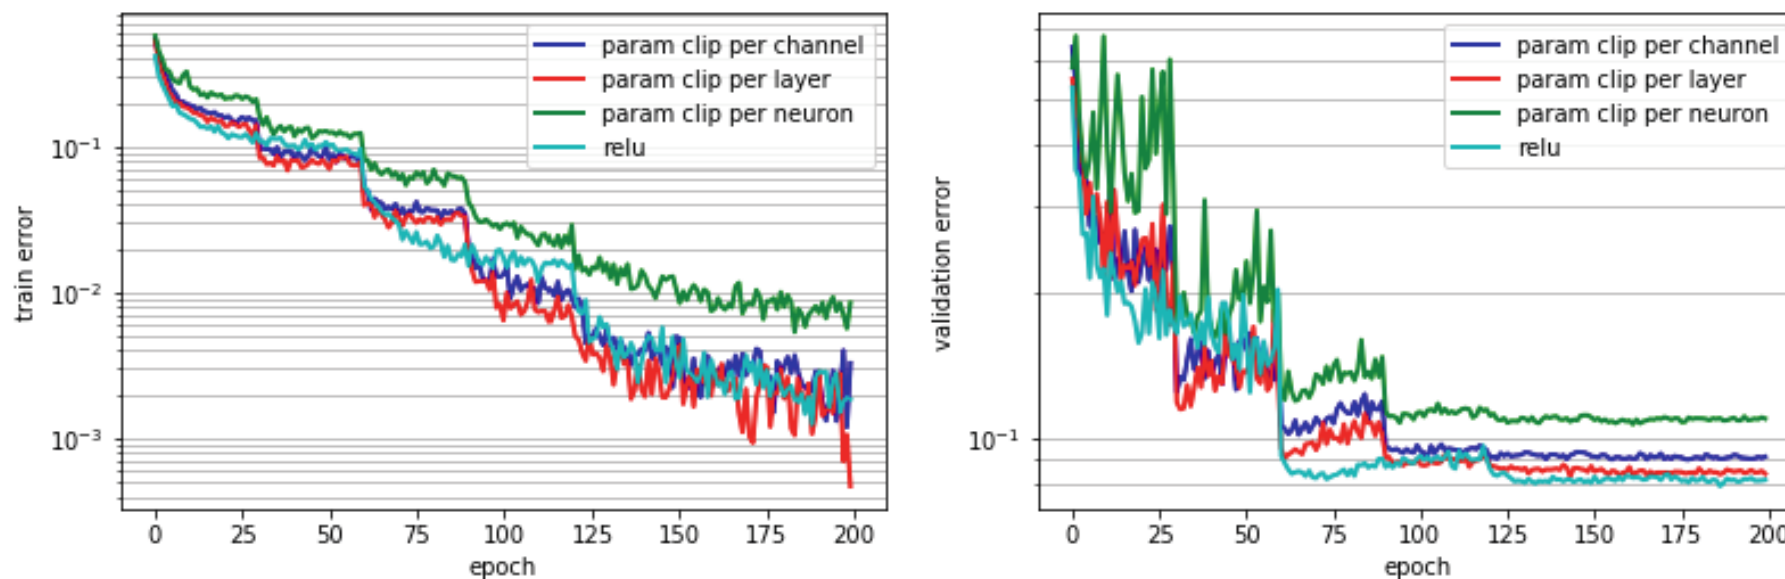 param clip per channel
param clip per layer
param clip per neuron
relu
train error
10⁻¹
10⁻²
10⁻³
0 25 50 75 100 125 150 175 200
epoch
param clip per channel
param clip per layer
param clip per neuron
relu
validation error
10⁻¹
0 25 50 75 100 125 150 175 200
epoch